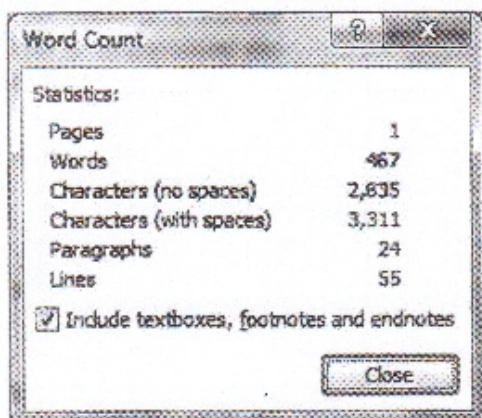 Word Count
Statistics:
Pages 1
Words 467
Characters (no spaces) 2,835
Characters (with spaces) 3,311
Paragraphs 24
Lines 55
Include textboxes, footnotes and endnotes
Close